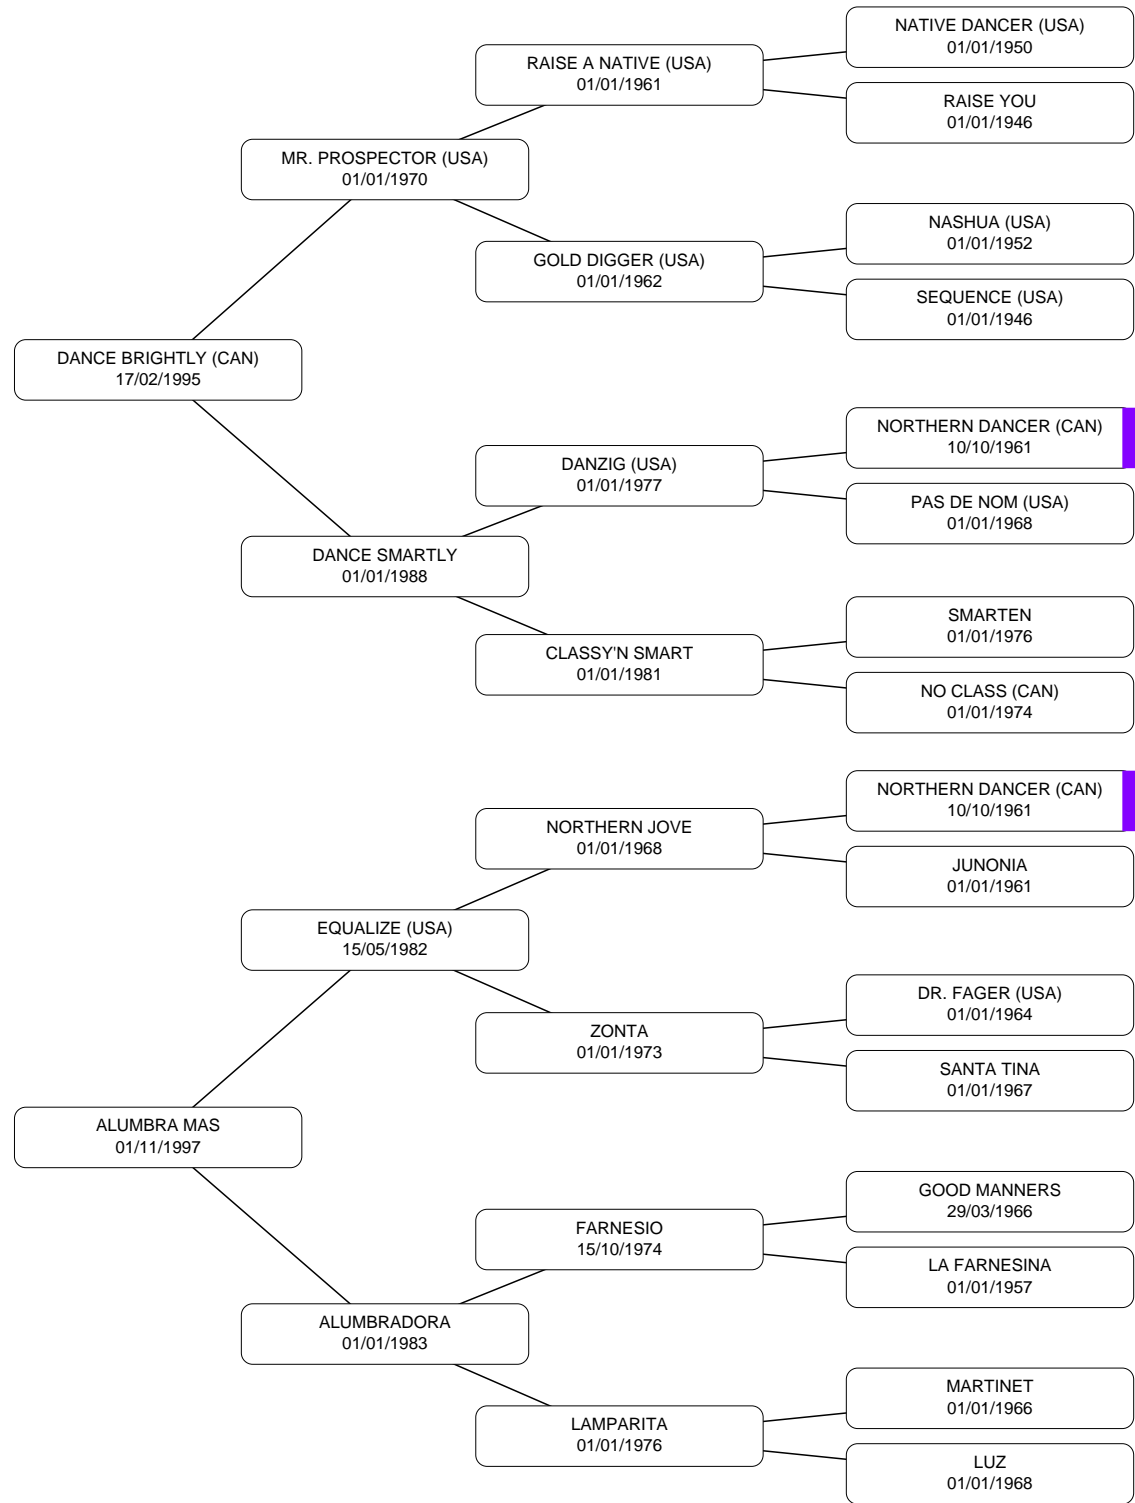 NATIVE DANCER (USA)
01/01/1950
RAISE A NATIVE (USA)
01/01/1961
RAISE YOU
01/01/1946
MR. PROSPECTOR (USA)
01/01/1970
NASHUA (USA)
01/01/1952
GOLD DIGGER (USA)
01/01/1962
SEQUENCE (USA)
01/01/1946
DANCE BRIGHTLY (CAN)
17/02/1995
NORTHERN DANCER (CAN)
10/10/1961
DANZIG (USA)
01/01/1977
PAS DE NOM (USA)
01/01/1968
DANCE SMARTLY
01/01/1988
SMARTEN
01/01/1976
CLASSY'N SMART
01/01/1981
NO CLASS (CAN)
01/01/1974
NORTHERN DANCER (CAN)
10/10/1961
NORTHERN JOVE
01/01/1968
JUNONIA
01/01/1961
EQUALIZE (USA)
15/05/1982
DR. FAGER (USA)
01/01/1964
ZONTA
01/01/1973
SANTA TINA
01/01/1967
ALUMBRA MAS
01/11/1997
GOOD MANNERS
29/03/1966
FARNESIO
15/10/1974
LA FARNESINA
01/01/1957
ALUMBRADORA
01/01/1983
MARTINET
01/01/1966
LAMPARITA
01/01/1976
LUZ
01/01/1968